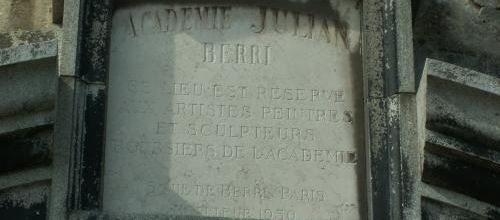 ACADEMIE JULIAN
BERRI
CE LIEU EST RESERVE
AUX ARTISTES PEINTRES
ET SCULPTEURS
BOURSIERS DE L'ACADEMIE
RUE DE BERRI PARIS
1950